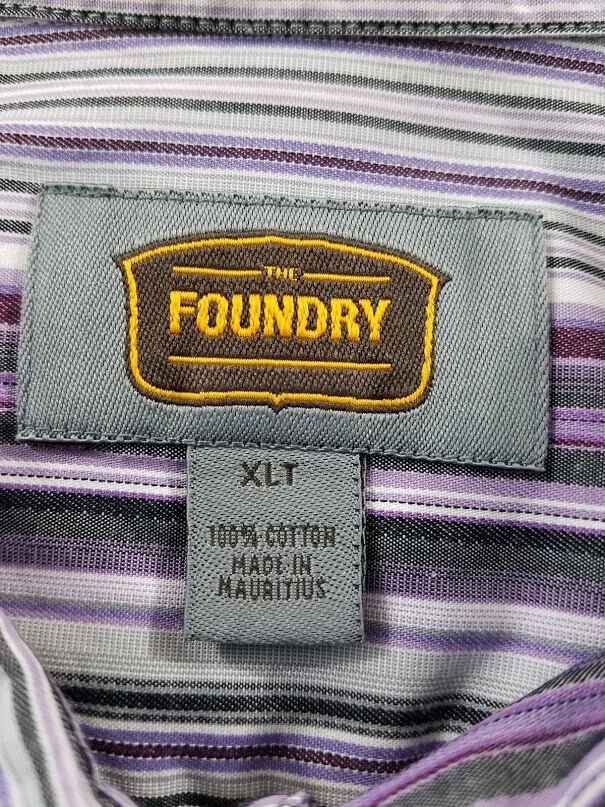 THE
FOUNDRY
XLT
100% COTTON
MADE IN
MAURITIUS